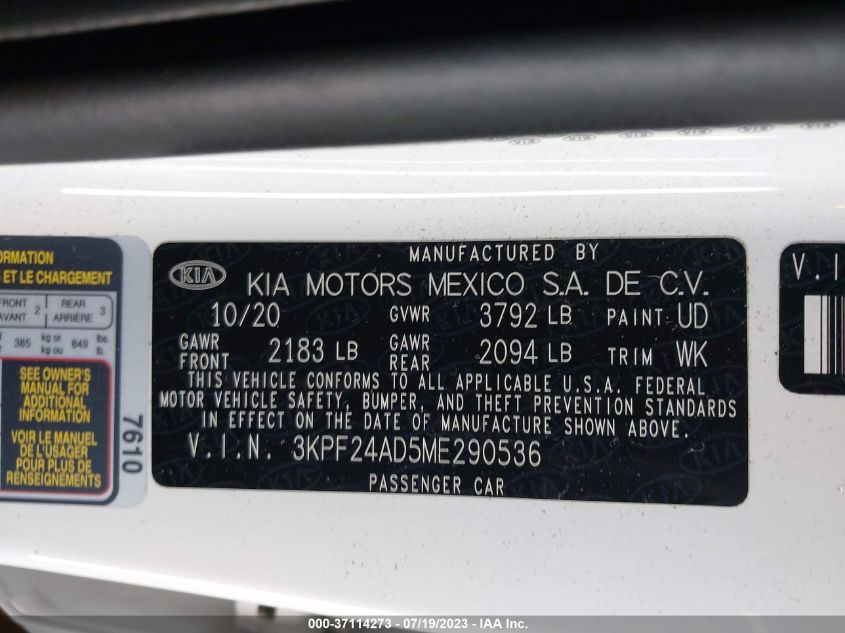 ORMATION
S ET LE CHARGEMENT
FRONT 2 REAR 3
AVANT ARRIÈRE
385 kg or 849 lbs.
kg ou lb.
SEE OWNER'S
MANUAL FOR
ADDITIONAL
INFORMATION
VOIR LE MANUEL
DE L'USAGER
POUR PLUS DE
RENSEIGNEMENTS
7610
MANUFACTURED BY
KIA KIA MOTORS MEXICO S.A. DE C.V.
10/20 GVWR 3792 LB PAINT UD
GAWR FRONT 2183 LB GAWR REAR 2094 LB TRIM WK
THIS VEHICLE CONFORMS TO ALL APPLICABLE U.S.A. FEDERAL
MOTOR VEHICLE SAFETY, BUMPER, AND THEFT PREVENTION STANDARDS
IN EFFECT ON THE DATE OF MANUFACTURE SHOWN ABOVE.
V.I.N. 3KPF24AD5ME290536
PASSENGER CAR
V.I
000-37114273 - 07/19/2023 - IAA Inc.